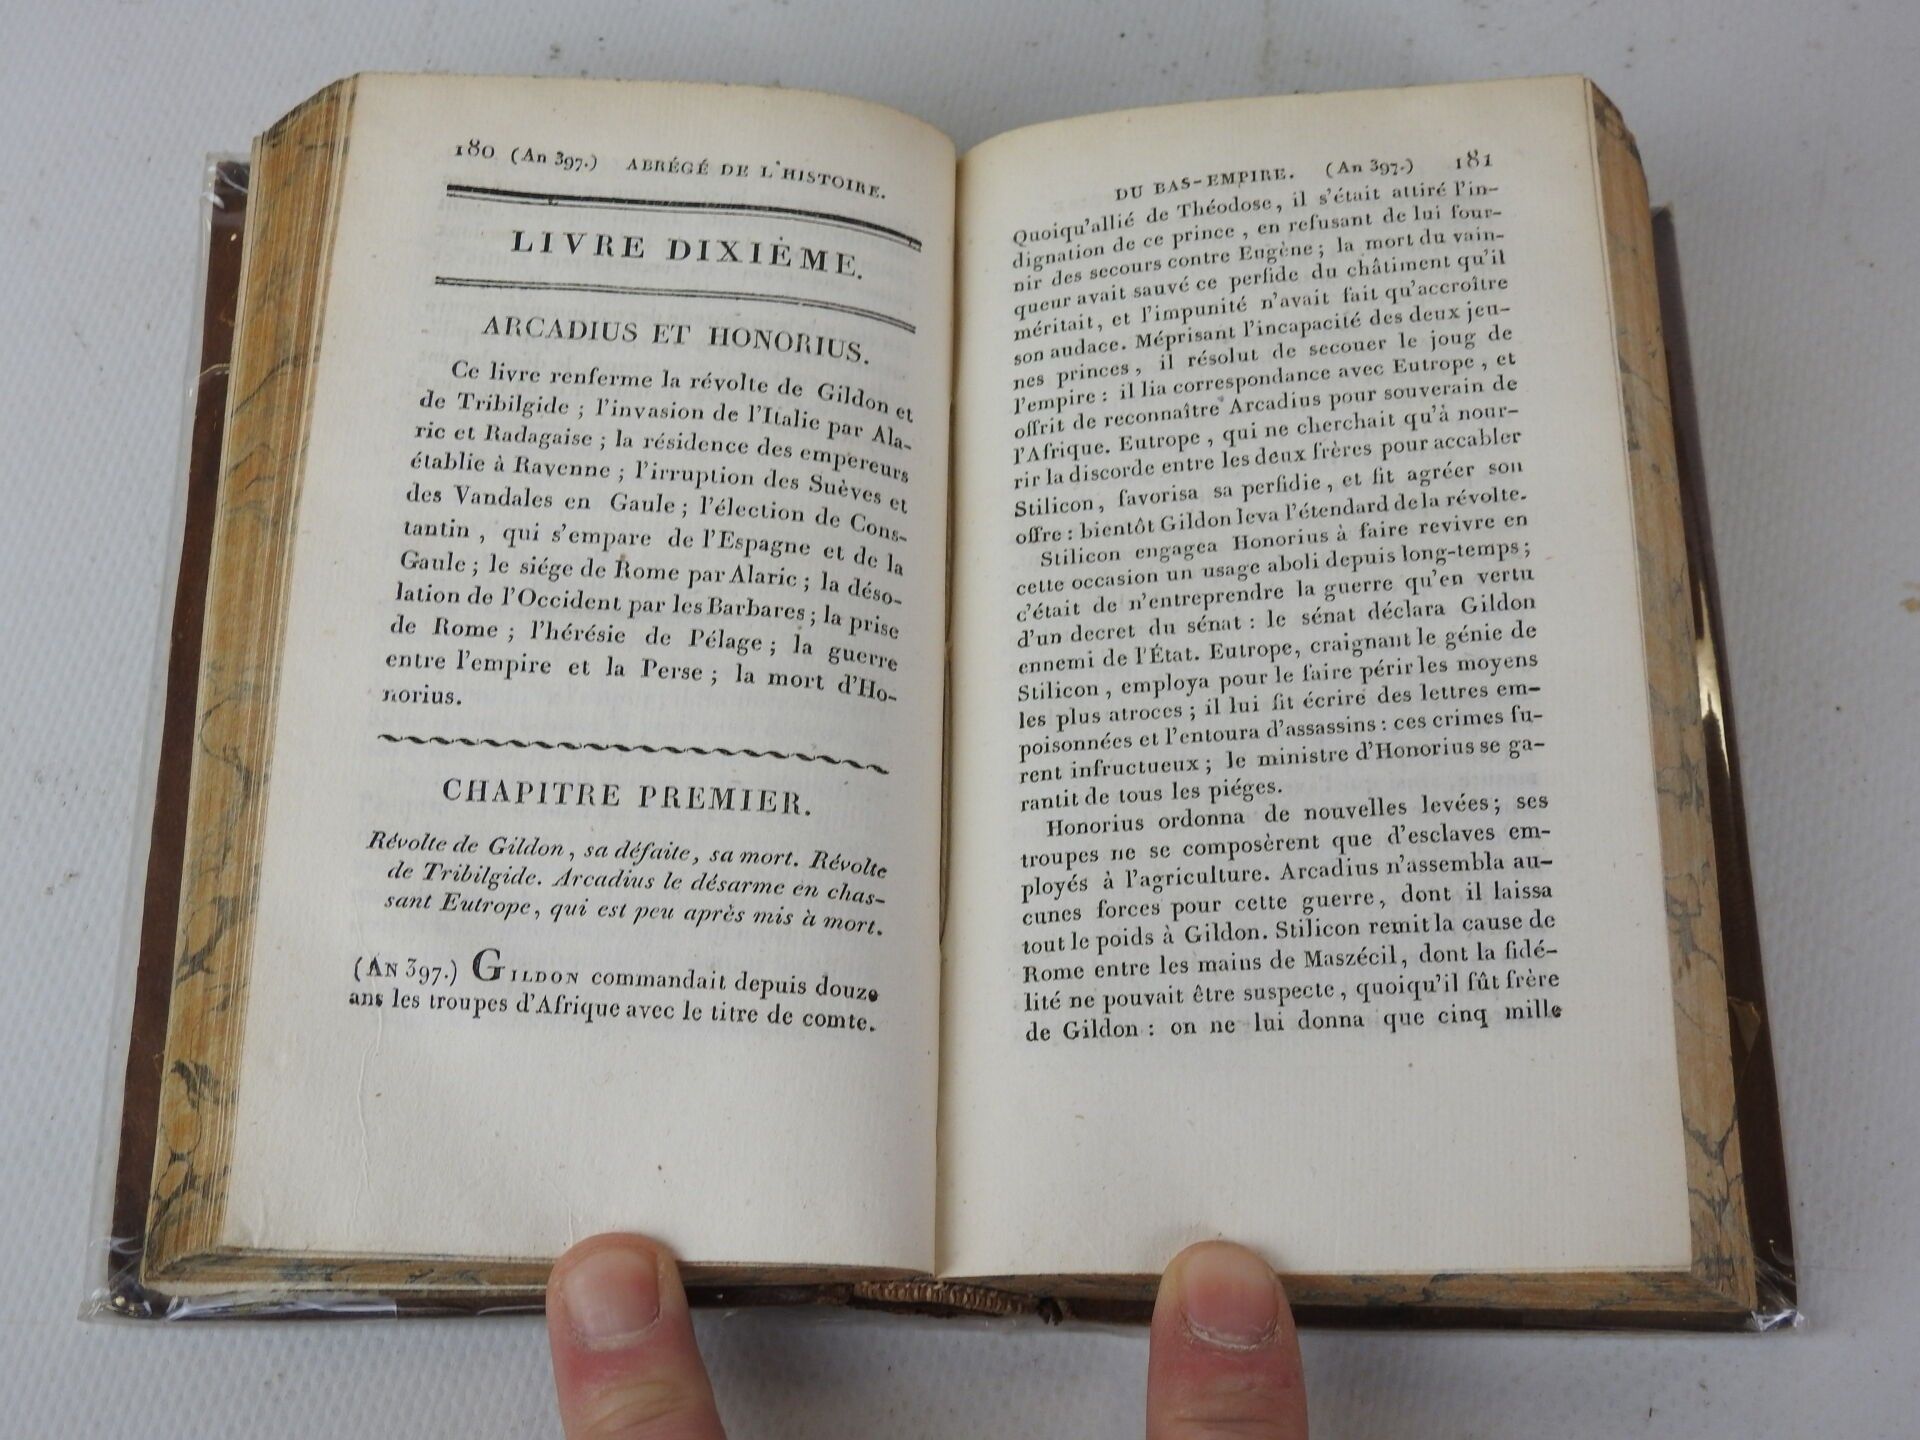 180 (An 397.) ABRÉGÉ DE L'HISTOIRE.
LIVRE DIXIÈME.
ARCADIUS ET HONORIUS.
Ce livre renferme la révolte de Gildon et
de Tribilgide ; l'invasion de l'Italie par Ala-
ric et Radagaise ; la résidence des empereurs
établie à Ravenne ; l'irruption des Suèves et
des Vandales en Gaule ; l'élection de Cons-
tantin , qui s'empare de l'Espagne et de la
Gaule ; le siége de Rome par Alaric ; la déso-
lation de l'Occident par les Barbares ; la prise
de Rome ; l'hérésie de Pélage ; la guerre
entre l'empire et la Perse ; la mort d'Ho-
norius.
CHAPITRE PREMIER.
Révolte de Gildon, sa défaite, sa mort. Révolte
de Tribilgide. Arcadius le désarme en chas-
sant Eutrope, qui est peu après mis à mort.
(AN 397.) GILDON commandait depuis douze
ans les troupes d'Afrique avec le titre de comte.
DU BAS-EMPIRE. (An 397.) 181
Quoiqu'allié de Théodose, il s'était attiré l'in-
dignation de ce prince , en refusant de lui four-
nir des secours contre Eugène ; la mort du vain-
queur avait sauvé ce perfide du châtiment qu'il
méritait, et l'impunité n'avait fait qu'accroître
son audace. Méprisant l'incapacité des deux jeu-
nes princes, il résolut de secouer le joug de
l'empire : il lia correspondance avec Eutrope , et
offrit de reconnaître Arcadius pour souverain de
l'Afrique. Eutrope , qui ne cherchait qu'à nour-
rir la discorde entre les deux frères pour accabler
Stilicon, favorisa sa perfidie, et fit agréer son
offre : bientôt Gildon leva l'étendard de la révolte.
Stilicon engagea Honorius à faire revivre en
cette occasion un usage aboli depuis long-temps ;
c'était de n'entreprendre la guerre qu'en vertu
d'un decret du sénat : le sénat déclara Gildon
ennemi de l'État. Eutrope, craignant le génie de
Stilicon , employa pour le faire périr les moyens
les plus atroces ; il lui fit écrire des lettres em-
poisonnées et l'entoura d'assassins : ces crimes fu-
rent infructueux ; le ministre d'Honorius se ga-
rantit de tous les piéges.
Honorius ordonna de nouvelles levées; ses
troupes ne se composèrent que d'esclaves em-
ployés à l'agriculture. Arcadius n'assembla au-
cunes forces pour cette guerre, dont il laissa
tout le poids à Gildon. Stilicon remit la cause de
Rome entre les mains de Maszécil, dont la fidé-
lité ne pouvait être suspecte , quoiqu'il fût frère
de Gildon : on ne lui donna que cinq mille